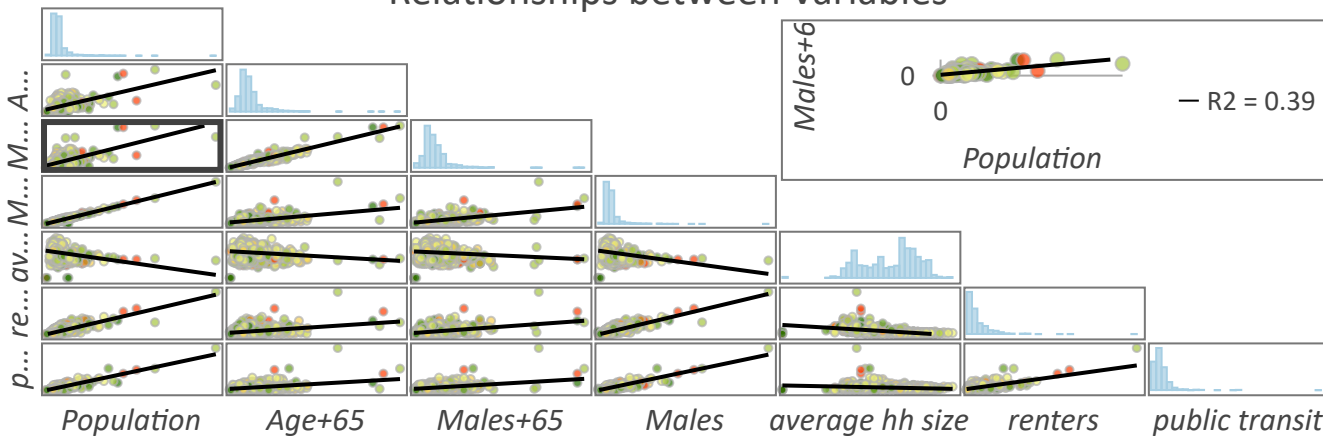 Relationships between Variables
Males+6
0
0
— R2 = 0.39
Population
A...
M...
M...
av...
re...
p...
Population
Age+65
Males+65
Males
average hh size
renters
public transit